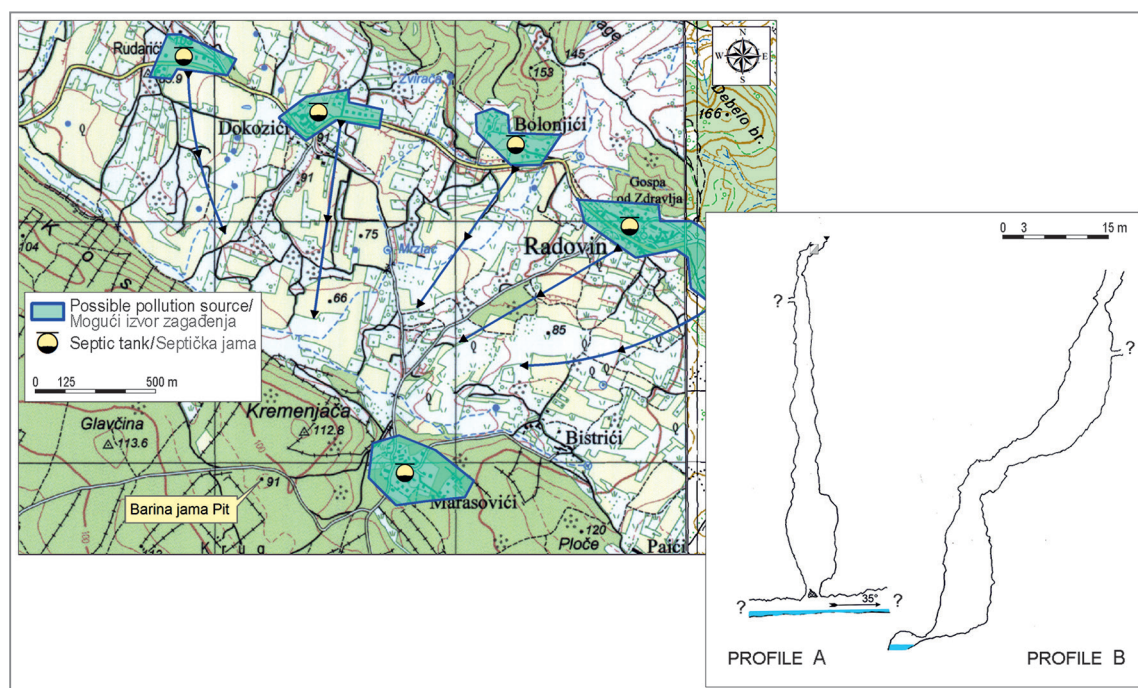 Rudarići
Zvirača
145
153
N
W E
S
Debelo br.
166
Dokozići
91
91
Bolonjići
Gospa
od Zdravlja
104
75
Mrzlac
Radovin
66
85
Possible pollution source/
Mogući izvor zagađenja
Septic tank/Septička jama
0 125 500 m
Kremenjača
112.8
Glavčina
113.6
100
91
Bistrići
Barina jama Pit
Marasovići
K r u g
120
Ploče
Paići
0 3 15 m
?
?
?
35°
?
PROFILE A
PROFILE B